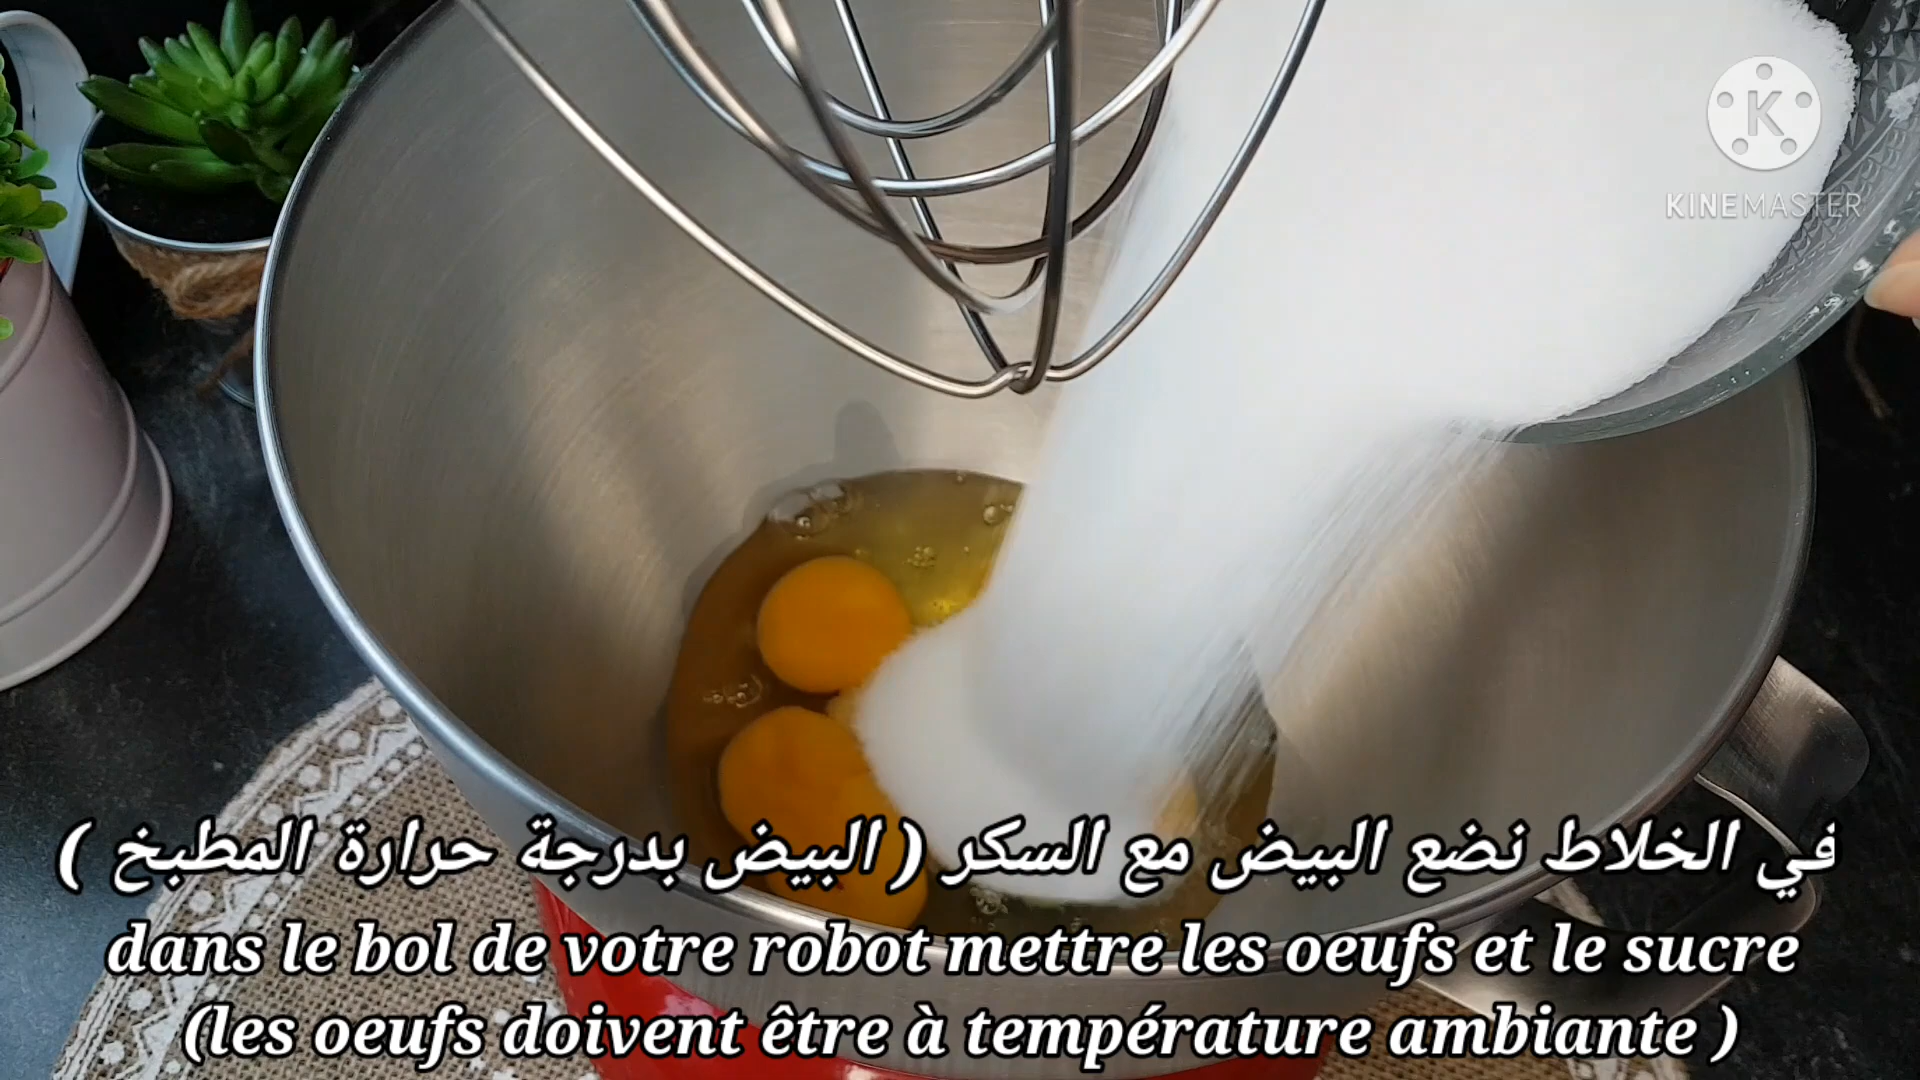 K
KINEMASTER
في الخلاط نضع البيض مع السكر ( البيض بدرجة حرارة المطبخ )
dans le bol de votre robot mettre les oeufs et le sucre
(les oeufs doivent être à température ambiante )